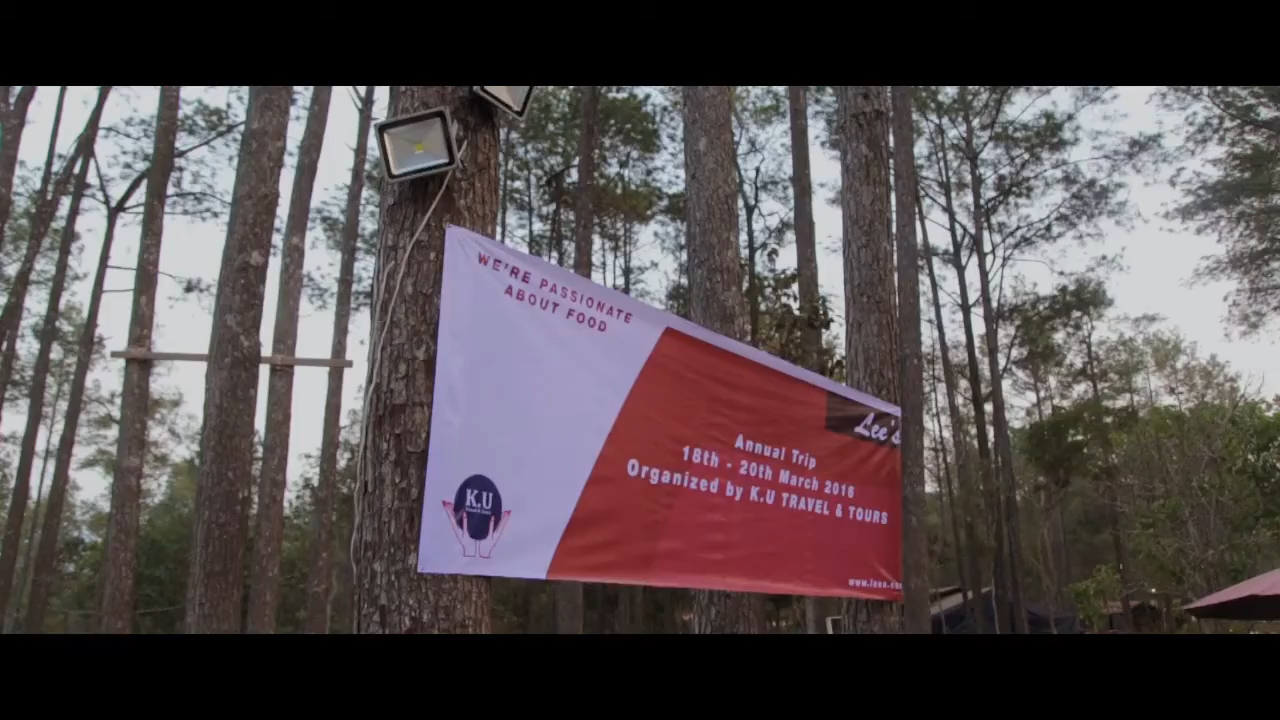 WE'RE PASSIONATE
ABOUT FOOD
Lee's
Annual Trip
18th - 20th March 2016
Organized by K.U TRAVEL & TOURS
K.U